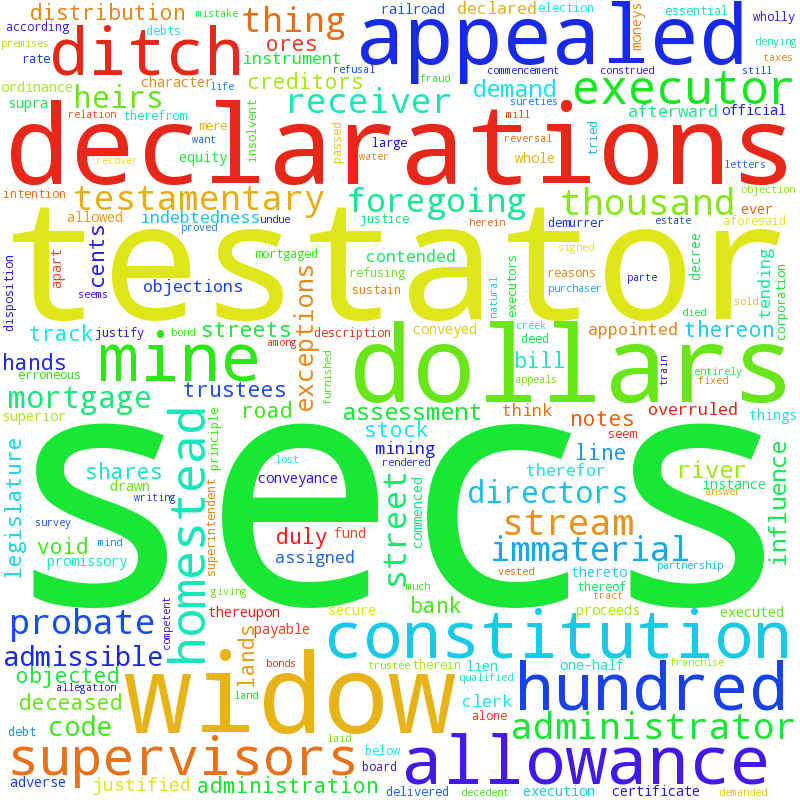 distribution thing railroad declared election essential wholly
according mistake debts
premises ditch ores appealed moneys denying
rate instrument refusal commencement construed still taxes
ordinance character life creditors fraud demand executor
supra heirs receiver sureties afterward official
relation therefrom mere insolvent passed large mill tried
declarations
want water reversal letters
recover equity whole objection
intention testamentary foregoing thousand ever
allowed indebtedness undue justice herein demurrer estate aforesaid
proved signed decree
testator
disposition apart cents mortgaged contended reasons parte tending corporation
seems objections refusing sustain natural executors purchaser sold
exceptions died
track justify bond streets description conveyed creek appointed thereon
deed
hands mine among furnished dollars bill train entirely
erroneous appeals fixed
mortgage trustees
superior road assessment think notes overruled things
principle stock seem
legislature homestead mining line influence
shares lost rendered therefor river
drawn conveyance directors answer instance
writing superintendent street commenced
secs
survey duly fund stream
void mind immaterial
promissory assigned vested thereto partnership
giving much thereof tract
probate thereupon secure bank proceeds executed
competent payable constitution
admissible lands
objected bonds trustee therein lien one-half franchise
allegation widow land qualified hundred
deceased clerk alone
code administrator
debt laid below
supervisors board allowance
adverse justified administration delivered decedent execution certificate demanded